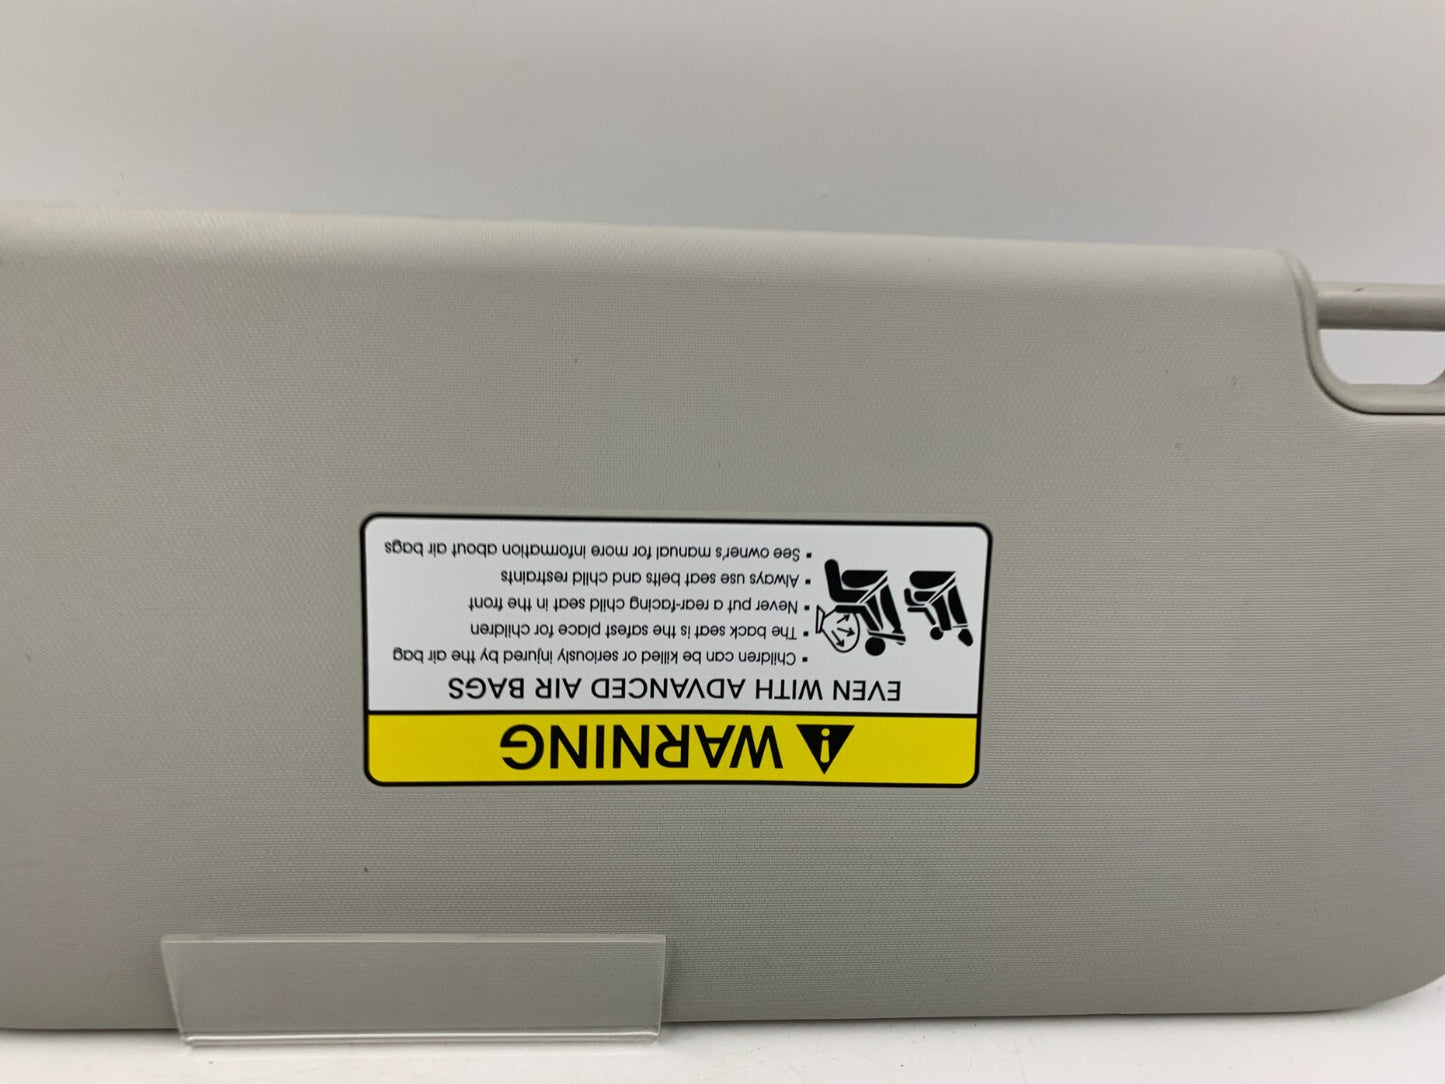 WARNING
EVEN WITH ADVANCED AIR BAGS
• Children can be killed or seriously injured by the air bag
• The back seat is the safest place for children
• Never put a rear-facing child seat in the front
• Always use seat belts and child restraints
• See owner's manual for more information about air bags